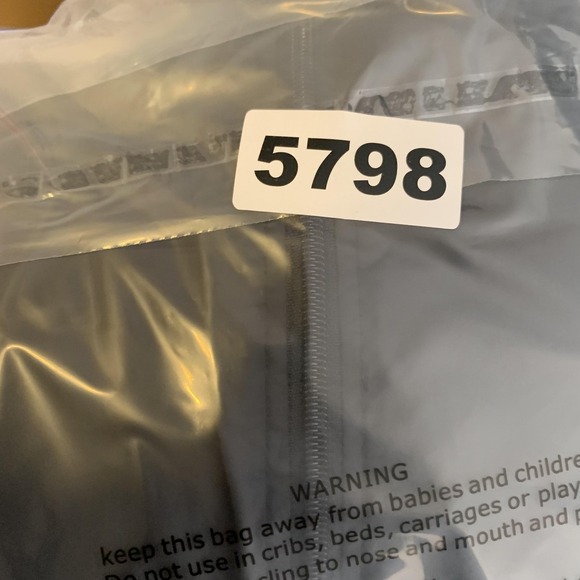 5798
WARNING
keep this bag away from babies and childre
Do not use in cribs, beds, carriages or play
cling to nose and mouth and p